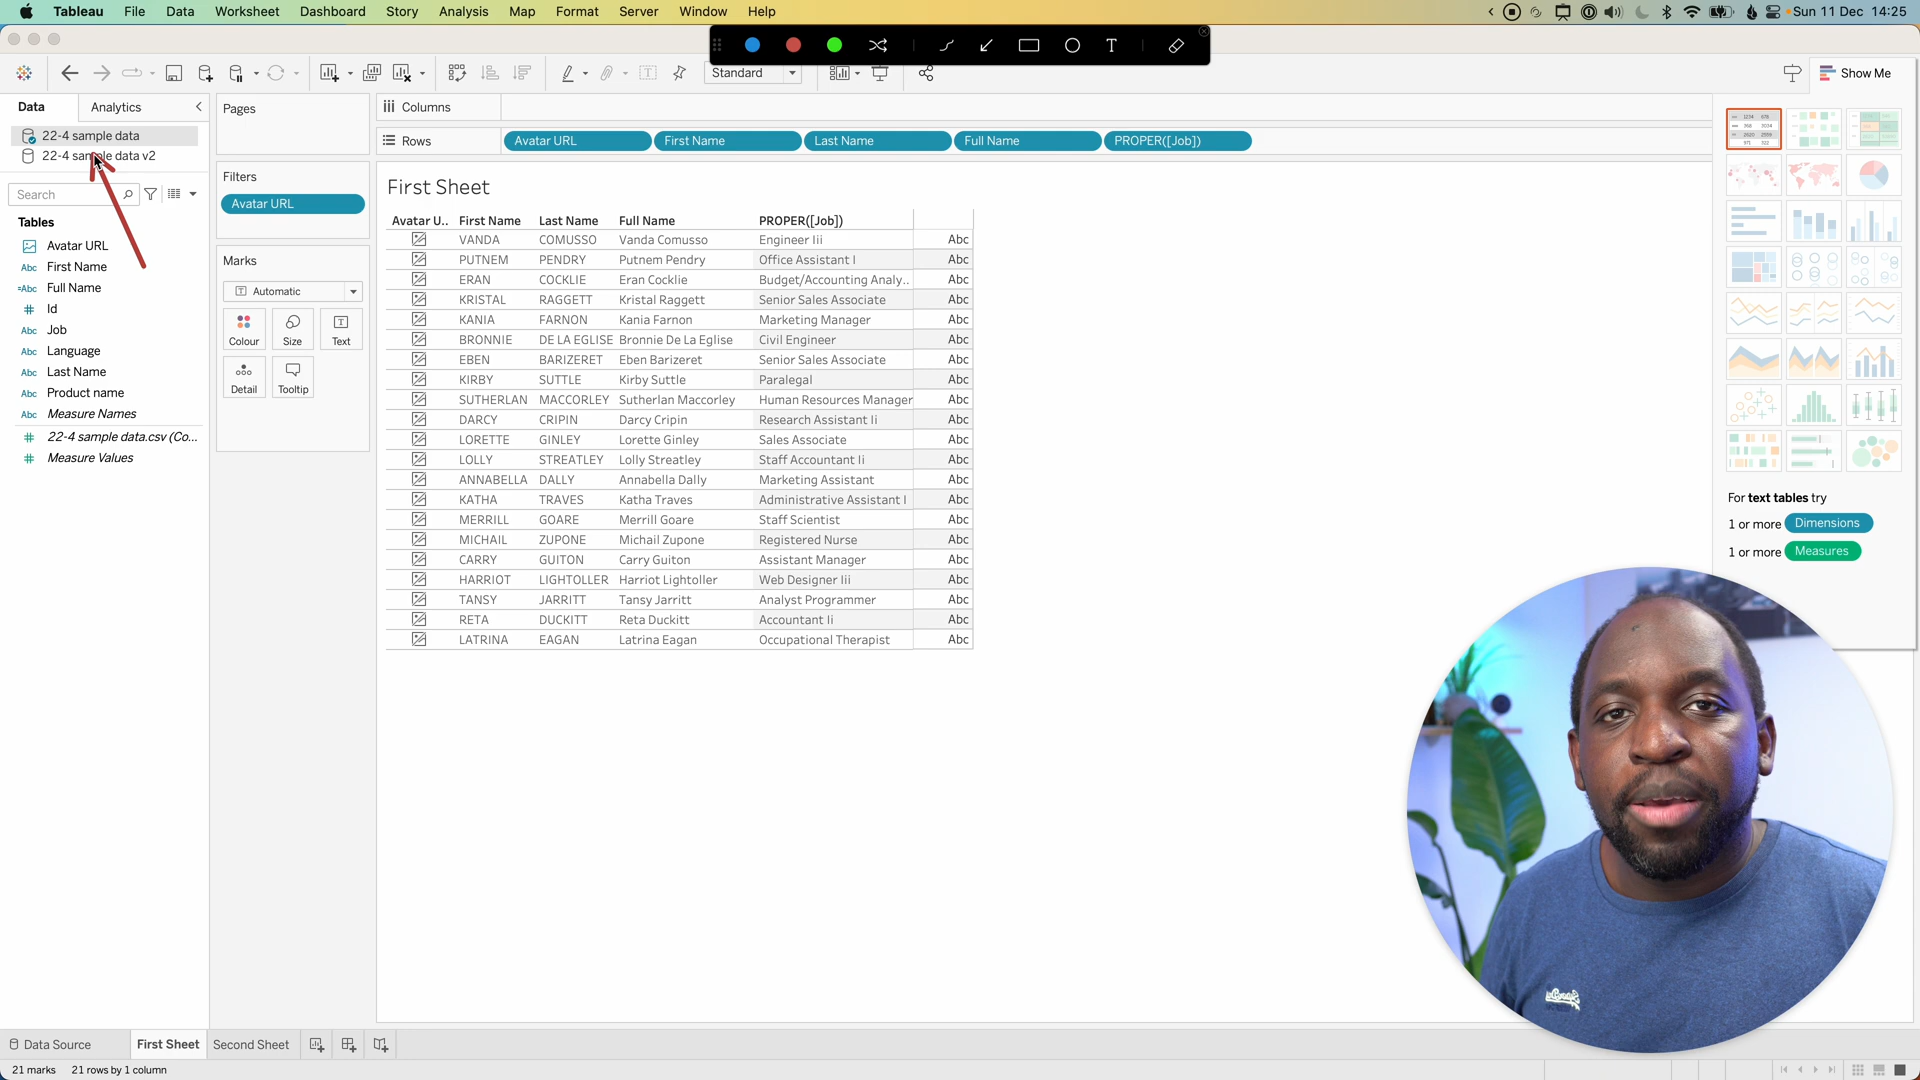 Tableau File Data Worksheet Dashboard Story Analysis Map Format Server Window Help
Sun 11 Dec 14:25
Standard
Show Me
Data Analytics
22-4 sample data
22-4 sample data v2
Search
Tables
Avatar URL
Abc First Name
=Abc Full Name
# Id
Abc Job
Abc Language
Abc Last Name
Abc Product name
Abc Measure Names
# 22-4 sample data.csv (Co...
# Measure Values
Pages
Filters
Avatar URL
Marks
Automatic
Colour Size Text
Detail Tooltip
Columns
Rows Avatar URL First Name Last Name Full Name PROPER([Job])
First Sheet
Avatar U.. First Name Last Name Full Name PROPER([Job])
VANDA COMUSSO Vanda Comusso Engineer Iii Abc
PUTNEM PENDRY Putnem Pendry Office Assistant I Abc
ERAN COCKLIE Eran Cocklie Budget/Accounting Analy.. Abc
KRISTAL RAGGETT Kristal Raggett Senior Sales Associate Abc
KANIA FARNON Kania Farnon Marketing Manager Abc
BRONNIE DE LA EGLISE Bronnie De La Eglise Civil Engineer Abc
EBEN BARIZERET Eben Barizeret Senior Sales Associate Abc
KIRBY SUTTLE Kirby Suttle Paralegal Abc
SUTHERLAN MACCORLEY Sutherlan Maccorley Human Resources Manager Abc
DARCY CRIPIN Darcy Cripin Research Assistant Ii Abc
LORETTE GINLEY Lorette Ginley Sales Associate Abc
LOLLY STREATLEY Lolly Streatley Staff Accountant Ii Abc
ANNABELLA DALLY Annabella Dally Marketing Assistant Abc
KATHA TRAVES Katha Traves Administrative Assistant I Abc
MERRILL GOARE Merrill Goare Staff Scientist Abc
MICHAIL ZUPONE Michail Zupone Registered Nurse Abc
CARRY GUITON Carry Guiton Assistant Manager Abc
HARRIOT LIGHTOLLER Harriot Lightoller Web Designer Iii Abc
TANSY JARRITT Tansy Jarritt Analyst Programmer Abc
RETA DUCKITT Reta Duckitt Accountant Ii Abc
LATRINA EAGAN Latrina Eagan Occupational Therapist Abc
For text tables try
1 or more Dimensions
1 or more Measures
Data Source First Sheet Second Sheet
21 marks 21 rows by 1 column